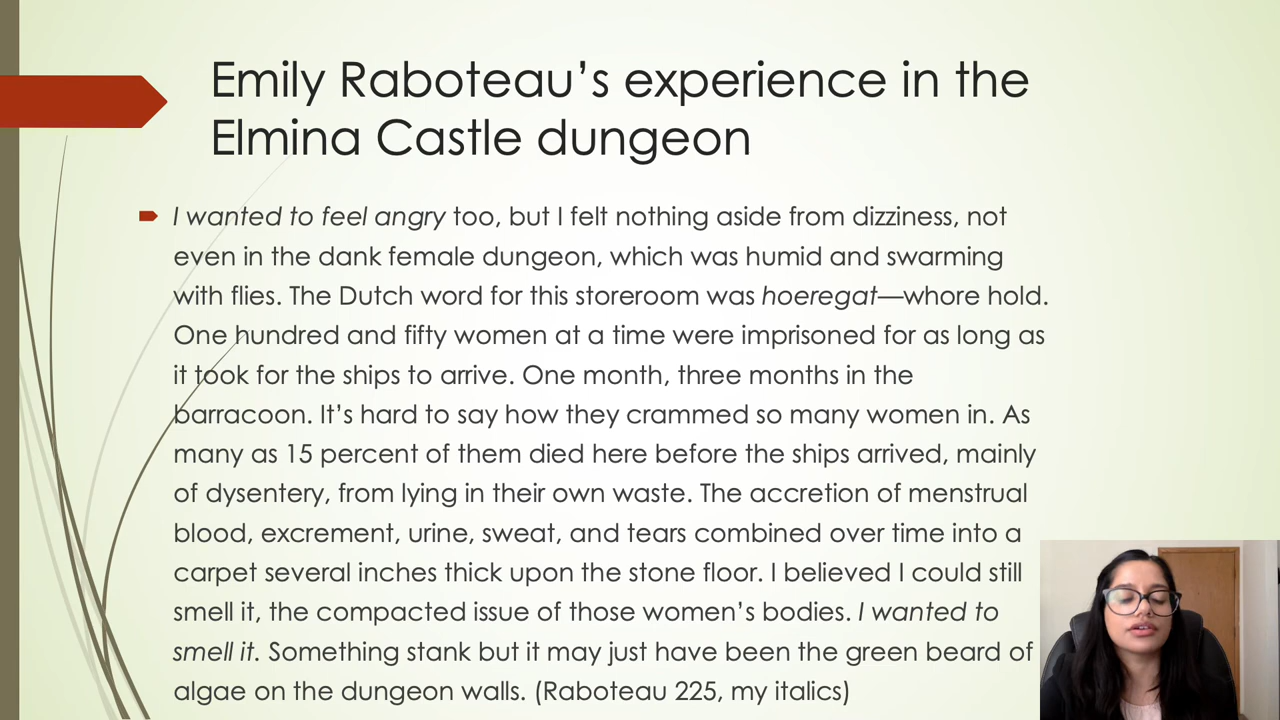 Emily Raboteau’s experience in the
Elmina Castle dungeon
I wanted to feel angry too, but I felt nothing aside from dizziness, not
even in the dank female dungeon, which was humid and swarming
with flies. The Dutch word for this storeroom was hoeregat—whore hold.
One hundred and fifty women at a time were imprisoned for as long as
it took for the ships to arrive. One month, three months in the
barracoon. It’s hard to say how they crammed so many women in. As
many as 15 percent of them died here before the ships arrived, mainly
of dysentery, from lying in their own waste. The accretion of menstrual
blood, excrement, urine, sweat, and tears combined over time into a
carpet several inches thick upon the stone floor. I believed I could still
smell it, the compacted issue of those women’s bodies. I wanted to
smell it. Something stank but it may just have been the green beard of
algae on the dungeon walls. (Raboteau 225, my italics)